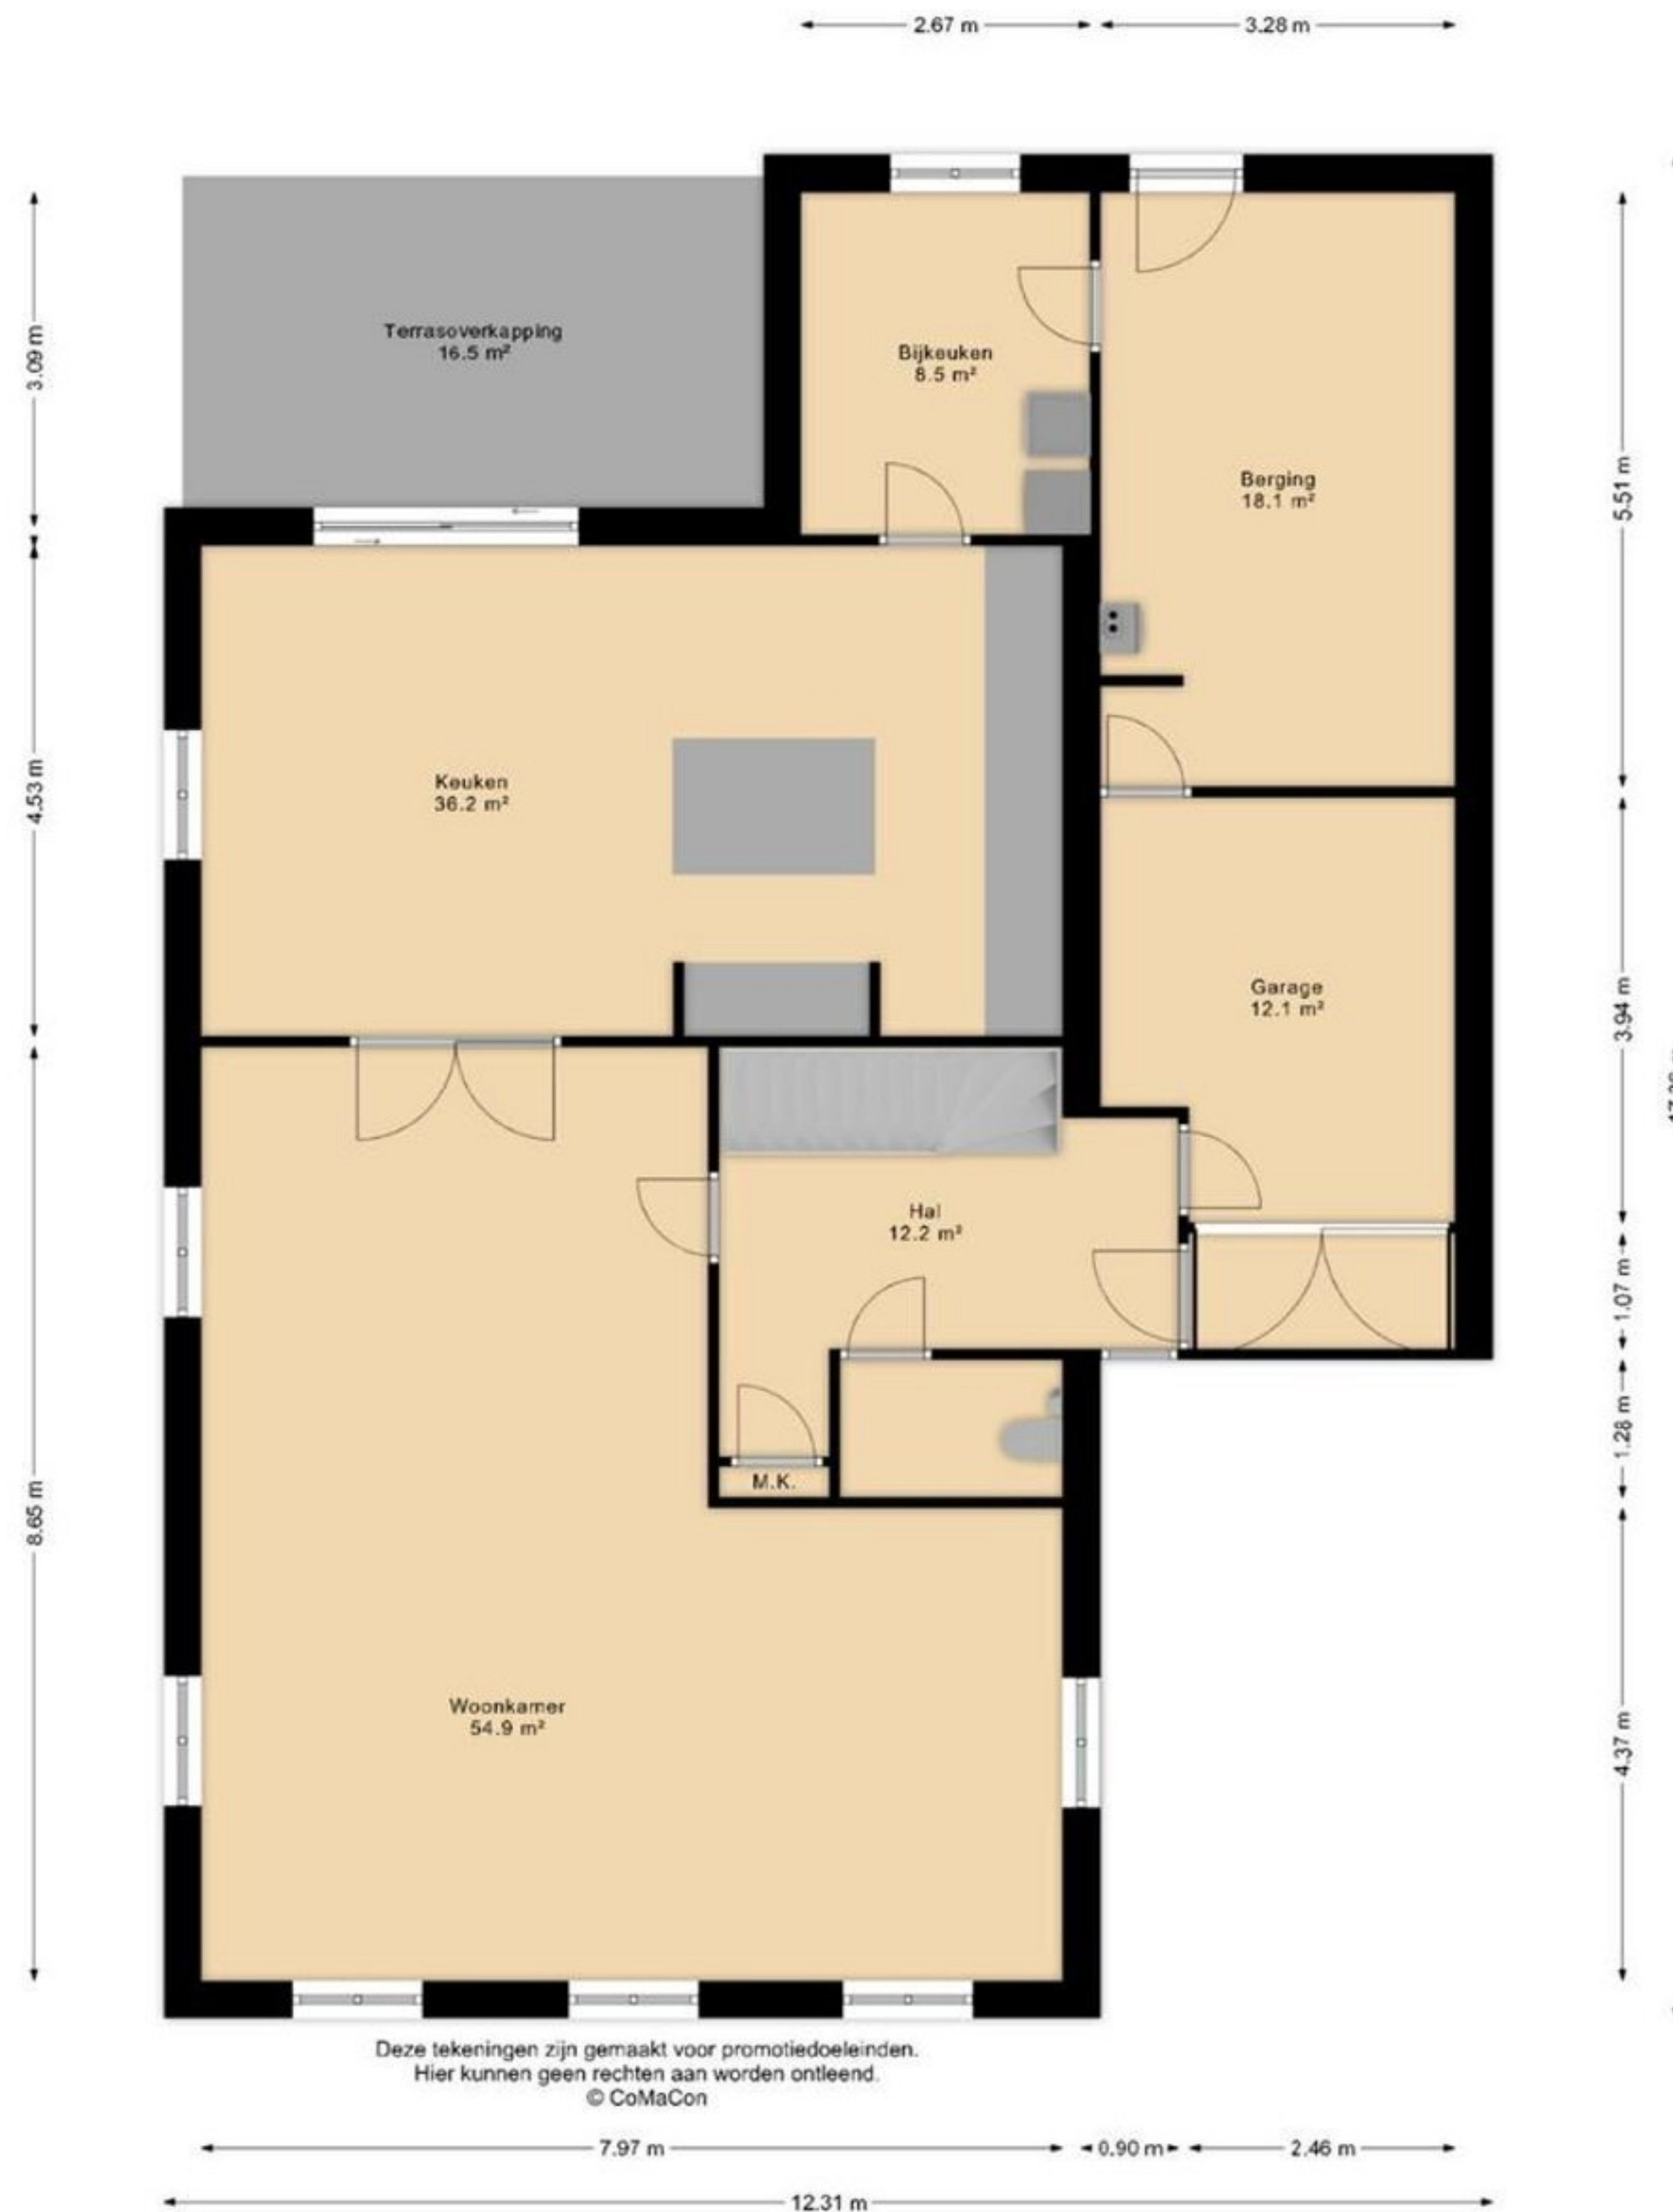 2.67 m
3.28 m
Terrasoverkapping
16.5 m²
3.09 m
Bijkeuken
8.5 m²
Berging
18.1 m²
5.51 m
Keuken
36.2 m²
4.53 m
Garage
12.1 m²
3.94 m
Hal
12.2 m²
1.07 m
1.28 m
M.K.
8.65 m
Woonkamer
54.9 m²
4.37 m
Deze tekeningen zijn gemaakt voor promotiedoeleinden.
Hier kunnen geen rechten aan worden ontleend.
© CoMaCon
7.97 m
0.90 m
2.46 m
12.31 m